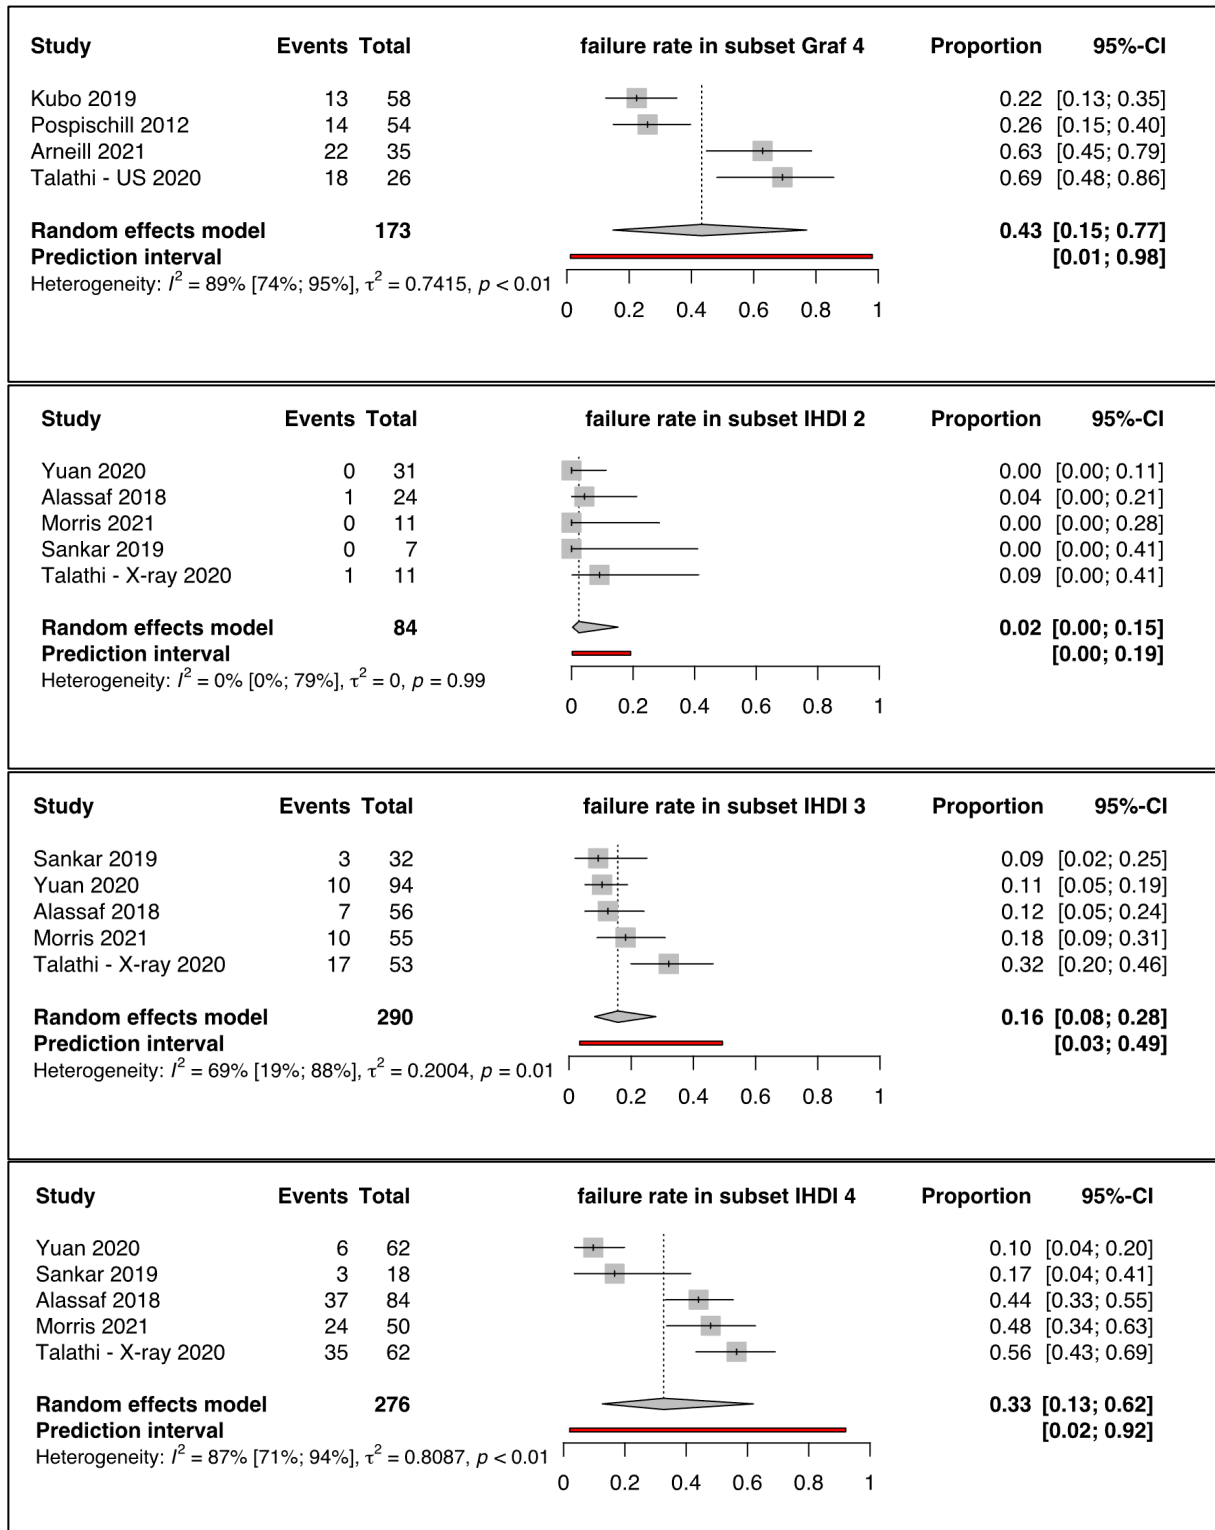 Study Events Total failure rate in subset Graf 4 Proportion 95%-CI
Kubo 2019 13 58 0.22 [0.13; 0.35]
Pospischill 2012 14 54 0.26 [0.15; 0.40]
Arneill 2021 22 35 0.63 [0.45; 0.79]
Talathi - US 2020 18 26 0.69 [0.48; 0.86]
Random effects model 173 0.43 [0.15; 0.77]
Prediction interval [0.01; 0.98]
Heterogeneity: I² = 89% [74%; 95%], τ² = 0.7415, p < 0.01
0 0.2 0.4 0.6 0.8 1
Study Events Total failure rate in subset IHDI 2 Proportion 95%-CI
Yuan 2020 0 31 0.00 [0.00; 0.11]
Alassaf 2018 1 24 0.04 [0.00; 0.21]
Morris 2021 0 11 0.00 [0.00; 0.28]
Sankar 2019 0 7 0.00 [0.00; 0.41]
Talathi - X-ray 2020 1 11 0.09 [0.00; 0.41]
Random effects model 84 0.02 [0.00; 0.15]
Prediction interval [0.00; 0.19]
Heterogeneity: I² = 0% [0%; 79%], τ² = 0, p = 0.99
0 0.2 0.4 0.6 0.8 1
Study Events Total failure rate in subset IHDI 3 Proportion 95%-CI
Sankar 2019 3 32 0.09 [0.02; 0.25]
Yuan 2020 10 94 0.11 [0.05; 0.19]
Alassaf 2018 7 56 0.12 [0.05; 0.24]
Morris 2021 10 55 0.18 [0.09; 0.31]
Talathi - X-ray 2020 17 53 0.32 [0.20; 0.46]
Random effects model 290 0.16 [0.08; 0.28]
Prediction interval [0.03; 0.49]
Heterogeneity: I² = 69% [19%; 88%], τ² = 0.2004, p = 0.01
0 0.2 0.4 0.6 0.8 1
Study Events Total failure rate in subset IHDI 4 Proportion 95%-CI
Yuan 2020 6 62 0.10 [0.04; 0.20]
Sankar 2019 3 18 0.17 [0.04; 0.41]
Alassaf 2018 37 84 0.44 [0.33; 0.55]
Morris 2021 24 50 0.48 [0.34; 0.63]
Talathi - X-ray 2020 35 62 0.56 [0.43; 0.69]
Random effects model 276 0.33 [0.13; 0.62]
Prediction interval [0.02; 0.92]
Heterogeneity: I² = 87% [71%; 94%], τ² = 0.8087, p < 0.01
0 0.2 0.4 0.6 0.8 1